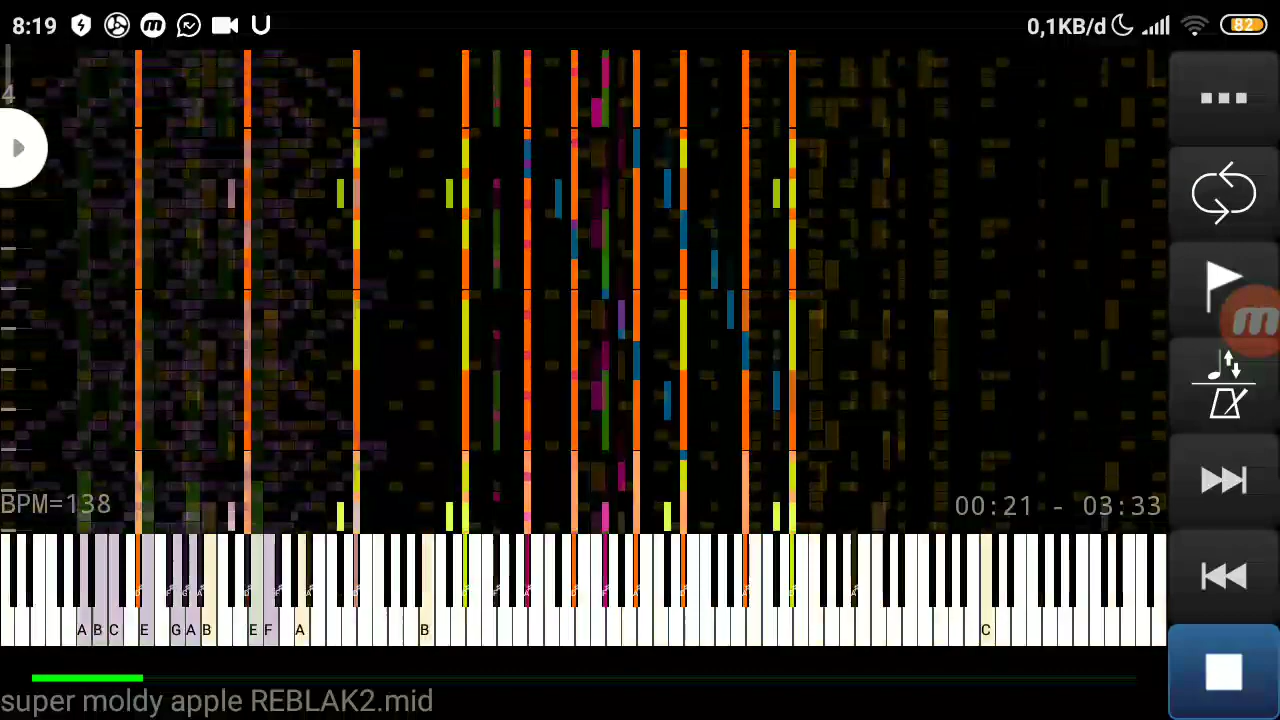 8:19 U 0,1KB/d 82
4
BPM=138
00:21 - 03:33
A B C E G A B E F A B C
super moldy apple REBLAK2.mid